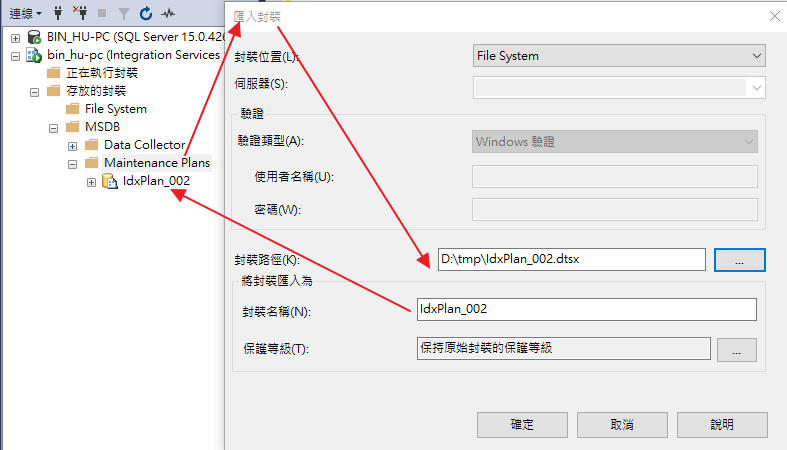 連線
BIN_HU-PC (SQL Server 15.0.420
bin_hu-pc (Integration Services
正在執行封裝
存放的封裝
File System
MSDB
Data Collector
Maintenance Plans
IdxPlan_002
匯入封裝
封裝位置(L):
File System
伺服器(S):
驗證
驗證類型(A):
Windows 驗證
使用者名稱(U):
密碼(W):
封裝路徑(K):
D:\tmp\IdxPlan_002.dtsx
...
將封裝匯入為
封裝名稱(N):
IdxPlan_002
保護等級(T):
保持原始封裝的保護等級
...
確定
取消
說明